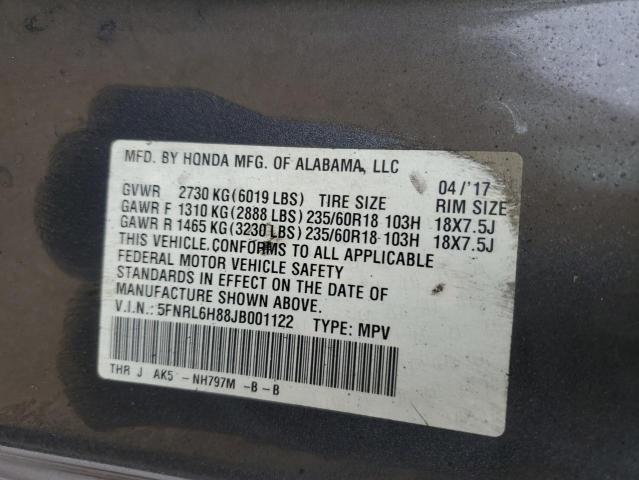 MFD. BY HONDA MFG. OF ALABAMA, LLC 04/'17
GVWR 2730 KG(6019 LBS) TIRE SIZE RIM SIZE
GAWR F 1310 KG(2888 LBS) 235/60R18 103H 18X7.5J
GAWR R 1465 KG(3230 LBS) 235/60R18 103H 18X7.5J
THIS VEHICLE CONFORMS TO ALL APPLICABLE
FEDERAL MOTOR VEHICLE SAFETY
STANDARDS IN EFFECT ON THE DATE OF
MANUFACTURE SHOWN ABOVE.
V.I.N.: 5FNRL6H88JB001122 TYPE: MPV
THR J AK5 -NH797M -B-B